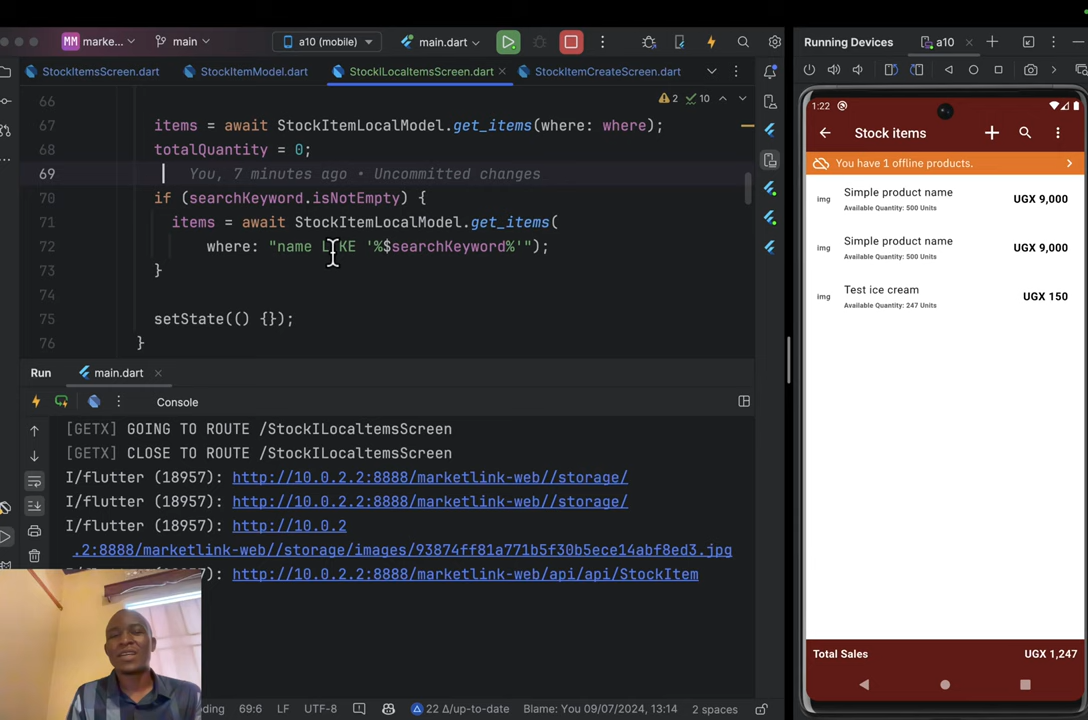 MM marke...
main
a10 (mobile)
main.dart
Running Devices
a10
StockItemsScreen.dart
StockItemModel.dart
StockILocaltemsScreen.dart
StockItemCreateScreen.dart
66
2
10
67 items = await StockItemLocalModel.get_items(where: where);
68 totalQuantity = 0;
69 You, 7 minutes ago • Uncommitted changes
70 if (searchKeyword.isNotEmpty) {
71 items = await StockItemLocalModel.get_items(
72 where: "name LIKE '%$searchKeyword%'");
73 }
74
75 setState(() {});
76 }
Run
main.dart
Console
[GETX] GOING TO ROUTE /StockILocaltemsScreen
[GETX] CLOSE TO ROUTE /StockILocaltemsScreen
I/flutter (18957): http://10.0.2.2:8888/marketlink-web//storage/
I/flutter (18957): http://10.0.2.2:8888/marketlink-web//storage/
I/flutter (18957): http://10.0.2
.2:8888/marketlink-web//storage/images/93874ff81a771b5f30b5ece14abf8ed3.jpg
57): http://10.0.2.2:8888/marketlink-web/api/api/StockItem
69:6
LF
UTF-8
22 Δ/up-to-date
Blame: You 09/07/2024, 13:14
2 spaces
1:22
Stock items
You have 1 offline products.
img
Simple product name
Available Quantity: 500 Units
UGX 9,000
img
Simple product name
Available Quantity: 500 Units
UGX 9,000
img
Test ice cream
Available Quantity: 247 Units
UGX 150
Total Sales
UGX 1,247